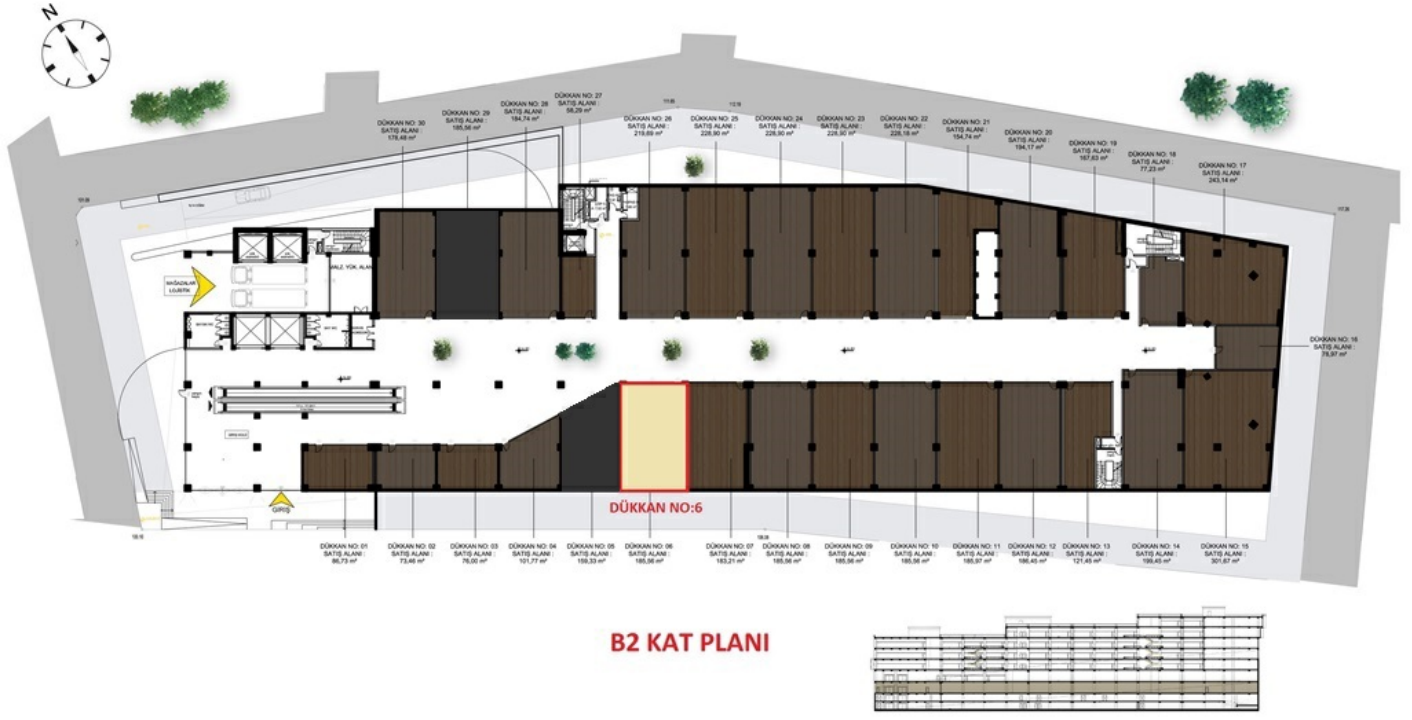 N
DÜKKAN NO: 30
SATIŞ ALANI :
178,48 m²
DÜKKAN NO: 29
SATIŞ ALANI :
185,56 m²
DÜKKAN NO: 28
SATIŞ ALANI :
184,74 m²
DÜKKAN NO: 27
SATIŞ ALANI :
58,29 m²
DÜKKAN NO: 26
SATIŞ ALANI :
219,69 m²
DÜKKAN NO: 25
SATIŞ ALANI :
228,90 m²
DÜKKAN NO: 24
SATIŞ ALANI :
228,90 m²
DÜKKAN NO: 23
SATIŞ ALANI :
228,90 m²
DÜKKAN NO: 22
SATIŞ ALANI :
228,18 m²
DÜKKAN NO: 21
SATIŞ ALANI :
154,74 m²
DÜKKAN NO: 20
SATIŞ ALANI :
194,17 m²
DÜKKAN NO: 19
SATIŞ ALANI :
167,63 m²
DÜKKAN NO: 18
SATIŞ ALANI :
77,23 m²
DÜKKAN NO: 17
SATIŞ ALANI :
243,14 m²
MALZ. YÜK. ALANI
MAĞAZALAR
LOJİSTİK
DÜKKAN NO: 16
SATIŞ ALANI :
78,97 m²
GİRİŞ
DÜKKAN NO:6
DÜKKAN NO: 01
SATIŞ ALANI :
86,73 m²
DÜKKAN NO: 02
SATIŞ ALANI :
73,46 m²
DÜKKAN NO: 03
SATIŞ ALANI :
76,00 m²
DÜKKAN NO: 04
SATIŞ ALANI :
101,77 m²
DÜKKAN NO: 05
SATIŞ ALANI :
159,33 m²
DÜKKAN NO: 06
SATIŞ ALANI :
185,56 m²
DÜKKAN NO: 07
SATIŞ ALANI :
183,21 m²
DÜKKAN NO: 08
SATIŞ ALANI :
185,56 m²
DÜKKAN NO: 09
SATIŞ ALANI :
185,56 m²
DÜKKAN NO: 10
SATIŞ ALANI :
185,56 m²
DÜKKAN NO: 11
SATIŞ ALANI :
185,97 m²
DÜKKAN NO: 12
SATIŞ ALANI :
186,45 m²
DÜKKAN NO: 13
SATIŞ ALANI :
121,45 m²
DÜKKAN NO: 14
SATIŞ ALANI :
199,45 m²
DÜKKAN NO: 15
SATIŞ ALANI :
301,67 m²
B2 KAT PLANI